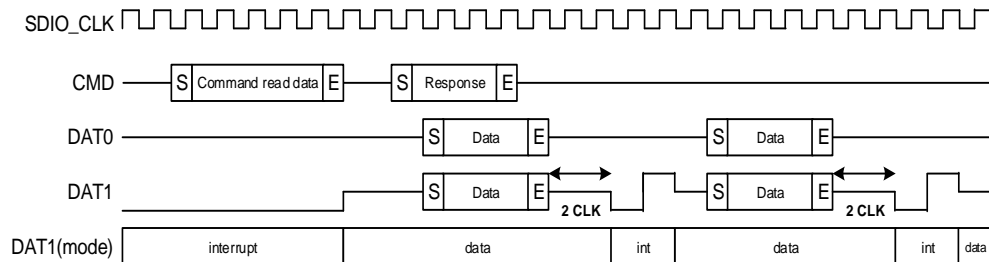 SDIO_CLK
CMD S Command read data E S Response E
DAT0 S Data E S Data E
DAT1 S Data E S Data E
2 CLK 2 CLK
DAT1(mode) interrupt data int data int data